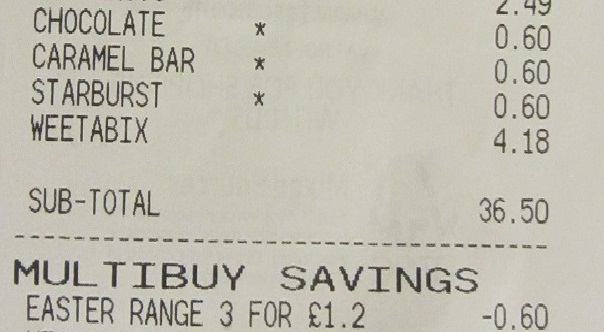 2.49
CHOCOLATE * 0.60
CARAMEL BAR * 0.60
STARBURST * 0.60
WEETABIX 4.18
SUB-TOTAL 36.50
MULTIBUY SAVINGS
EASTER RANGE 3 FOR £1.2 -0.60